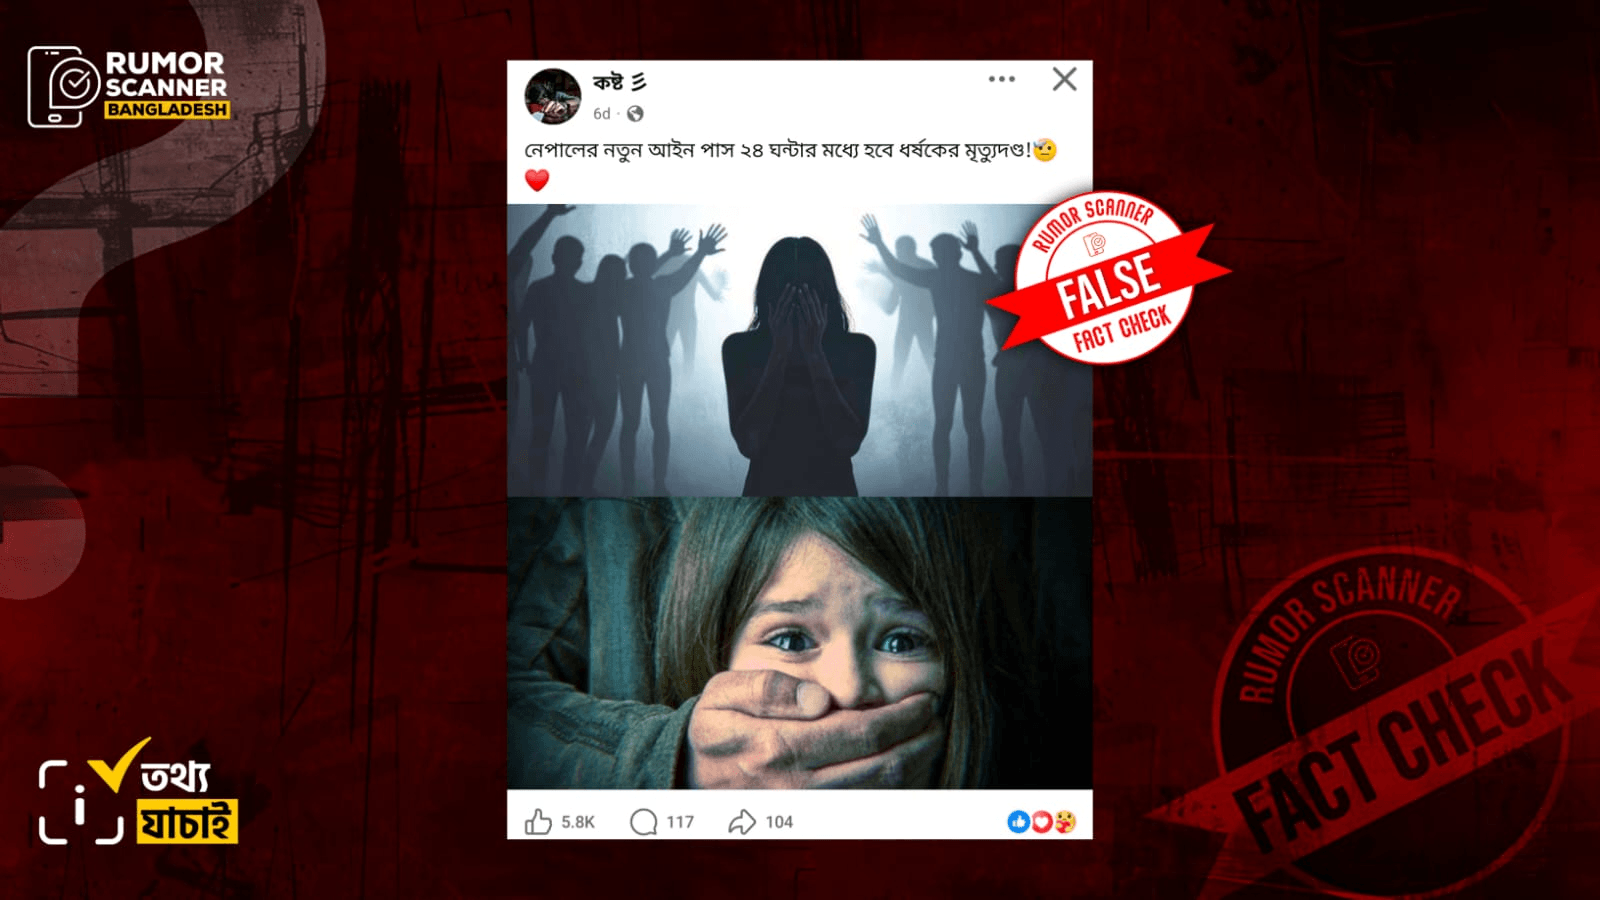 RUMOR
SCANNER
BANGLADESH
কষ্ট 彡
6d
নেপালের নতুন আইন পাস ২৪ ঘন্টার মধ্যে হবে ধর্ষকের মৃত্যুদণ্ড!🤕
❤️
RUMOR SCANNER
FALSE
FACT CHECK
5.8K 117 104
তথ্য
যাচাই
RUMOR SCANNER
FACT CHECK